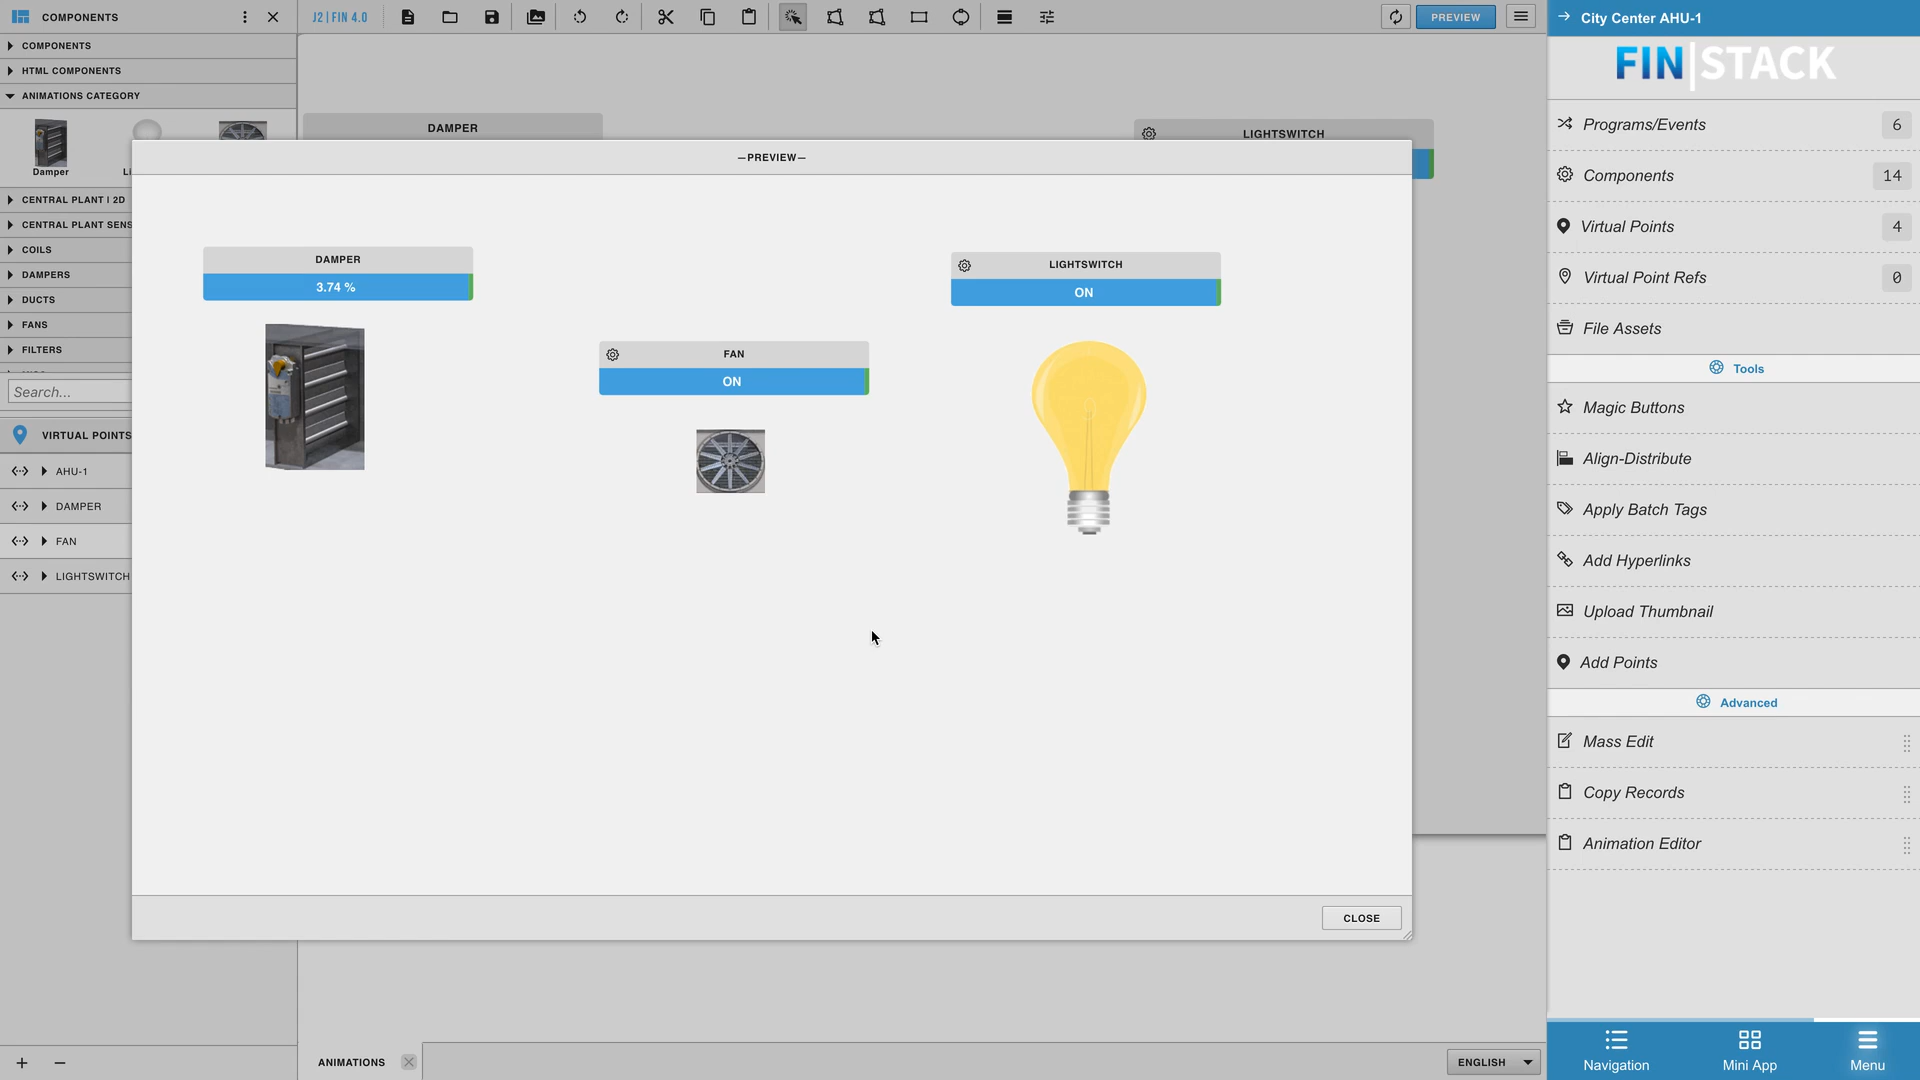 COMPONENTS
COMPONENTS
HTML COMPONENTS
ANIMATIONS CATEGORY
Damper
CENTRAL PLANT | 2D
CENTRAL PLANT SENS
COILS
DAMPERS
DUCTS
FANS
FILTERS
Search...
VIRTUAL POINTS
AHU-1
DAMPER
FAN
LIGHTSWITCH
J2 | FIN 4.0
PREVIEW
DAMPER
LIGHTSWITCH
—PREVIEW—
DAMPER
3.74 %
FAN
ON
LIGHTSWITCH
ON
CLOSE
ANIMATIONS
ENGLISH
City Center AHU-1
FIN|STACK
Programs/Events 6
Components 14
Virtual Points 4
Virtual Point Refs 0
File Assets
Tools
Magic Buttons
Align-Distribute
Apply Batch Tags
Add Hyperlinks
Upload Thumbnail
Add Points
Advanced
Mass Edit
Copy Records
Animation Editor
Navigation
Mini App
Menu